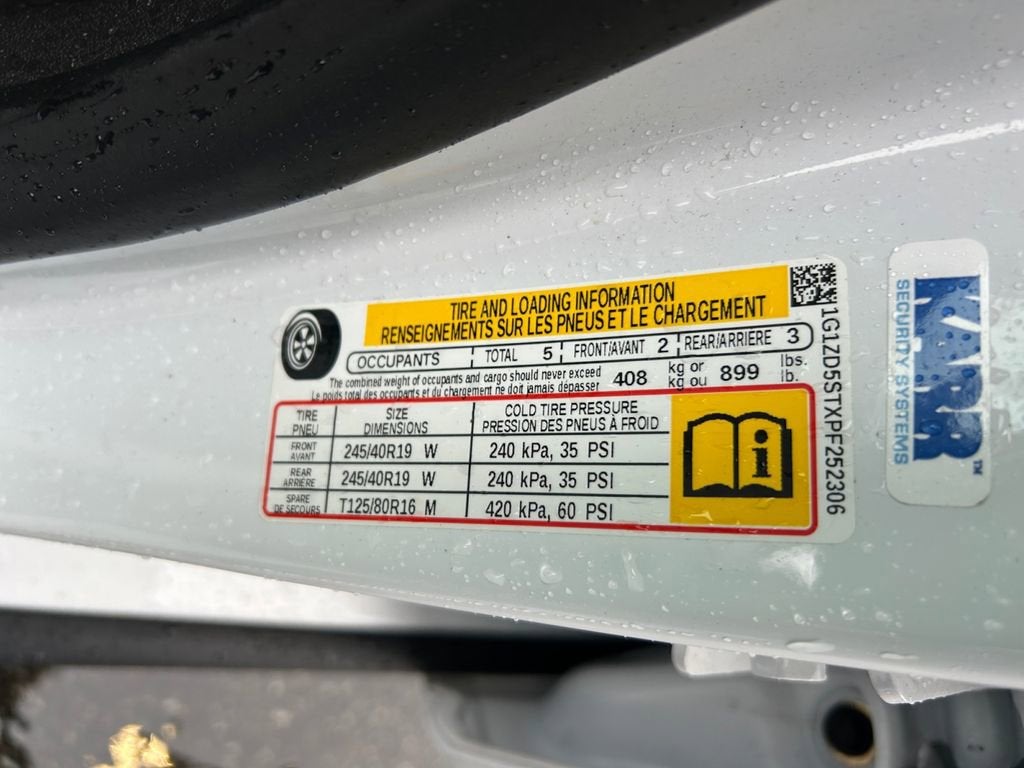 TIRE AND LOADING INFORMATION
RENSEIGNEMENTS SUR LES PNEUS ET LE CHARGEMENT
OCCUPANTS TOTAL 5 FRONT/AVANT 2 REAR/ARRIÈRE 3
The combined weight of occupants and cargo should never exceed 408 kg or 899 lbs.
Le poids total des occupants et du chargement ne doit jamais dépasser kg ou lb.
TIRE SIZE COLD TIRE PRESSURE
PNEU DIMENSIONS PRESSION DES PNEUS À FROID
FRONT
AVANT 245/40R19 W 240 kPa, 35 PSI
REAR
ARRIÈRE 245/40R19 W 240 kPa, 35 PSI
SPARE
DE SECOURS T125/80R16 M 420 kPa, 60 PSI
1G1ZD5STXPF252306
SECURITY SYSTEMS
TM